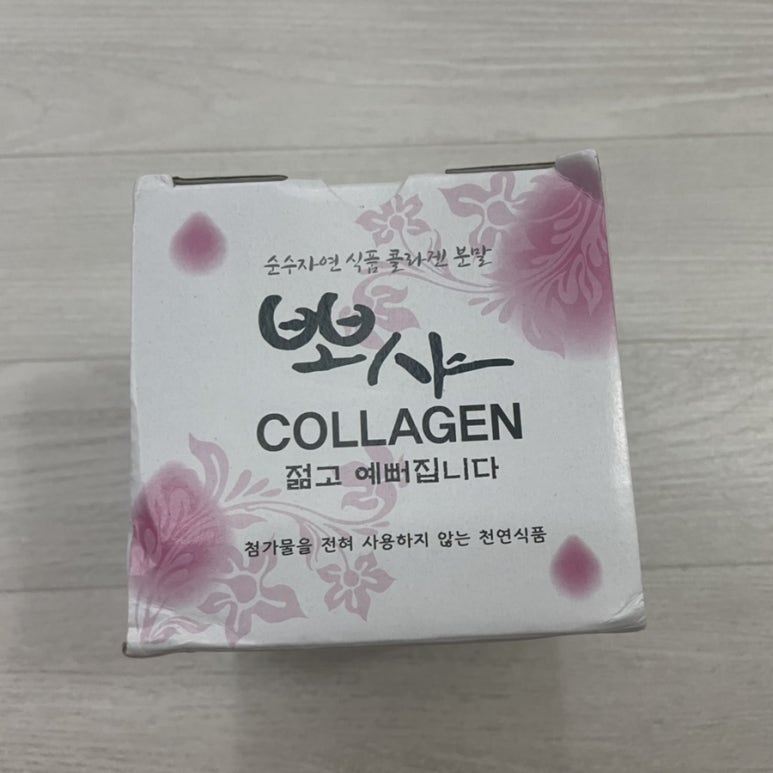 순수자연 식품 콜라겐 분말
뽀샤
COLLAGEN
젊고 예뻐집니다
첨가물을 전혀 사용하지 않는 천연식품